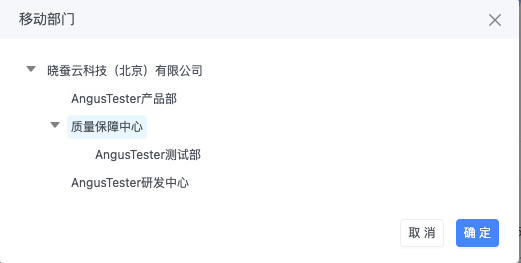 移动部门
晓蚕云科技（北京）有限公司
AngusTester产品部
质量保障中心
AngusTester测试部
AngusTester研发中心
取 消
确 定